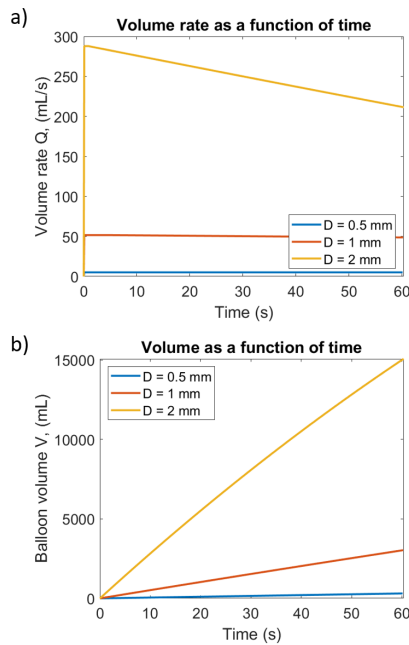 a)
Volume rate as a function of time
Volume rate Q, (mL/s)
300
250
200
150
100
50
0
D = 0.5 mm
D = 1 mm
D = 2 mm
0 10 20 30 40 50 60
Time (s)
b)
Volume as a function of time
Balloon volume V, (mL)
15000
10000
5000
0
D = 0.5 mm
D = 1 mm
D = 2 mm
0 10 20 30 40 50 60
Time (s)